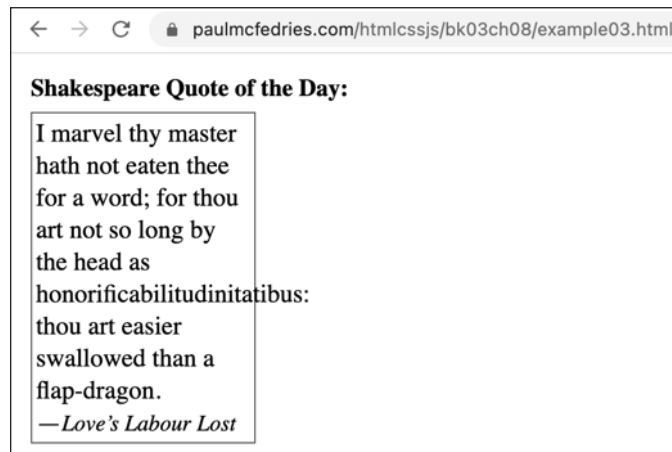 paulmcfedries.com/htmlcssjs/bk03ch08/example03.html
Shakespeare Quote of the Day:
I marvel thy master
hath not eaten thee
for a word; for thou
art not so long by
the head as
honorificabilitudinitatibus:
thou art easier
swallowed than a
flap-dragon.
—Love’s Labour Lost